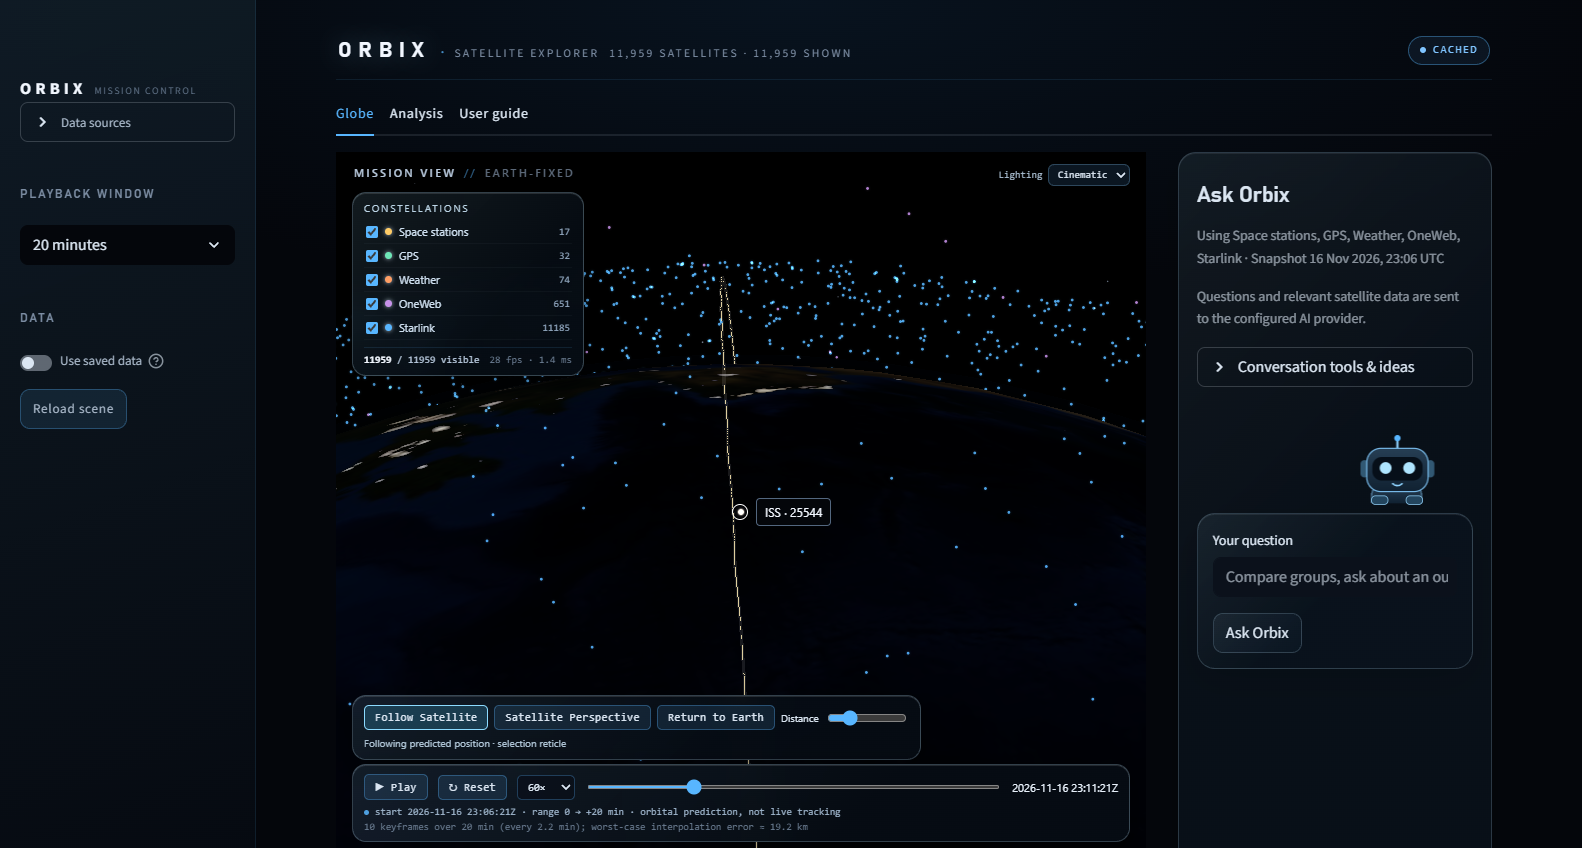 ORBIX MISSION CONTROL
Data sources
PLAYBACK WINDOW
20 minutes
DATA
Use saved data ?
Reload scene
ORBIX · SATELLITE EXPLORER 11,959 SATELLITES · 11,959 SHOWN
CACHED
Globe Analysis User guide
MISSION VIEW // EARTH-FIXED
Lighting Cinematic
CONSTELLATIONS
Space stations 17
GPS 32
Weather 74
OneWeb 651
Starlink 11185
11959 / 11959 visible 28 fps · 1.4 ms
ISS · 25544
Follow Satellite Satellite Perspective Return to Earth Distance
Following predicted position · selection reticle
▶ Play ↻ Reset 60× 2026-11-16 23:11:21Z
start 2026-11-16 23:06:21Z · range 0 → +20 min · orbital prediction, not live tracking
10 keyframes over 20 min (every 2.2 min); worst-case interpolation error ≈ 19.2 km
Ask Orbix
Using Space stations, GPS, Weather, OneWeb,
Starlink · Snapshot 16 Nov 2026, 23:06 UTC
Questions and relevant satellite data are sent
to the configured AI provider.
Conversation tools & ideas
Your question
Compare groups, ask about an ou
Ask Orbix